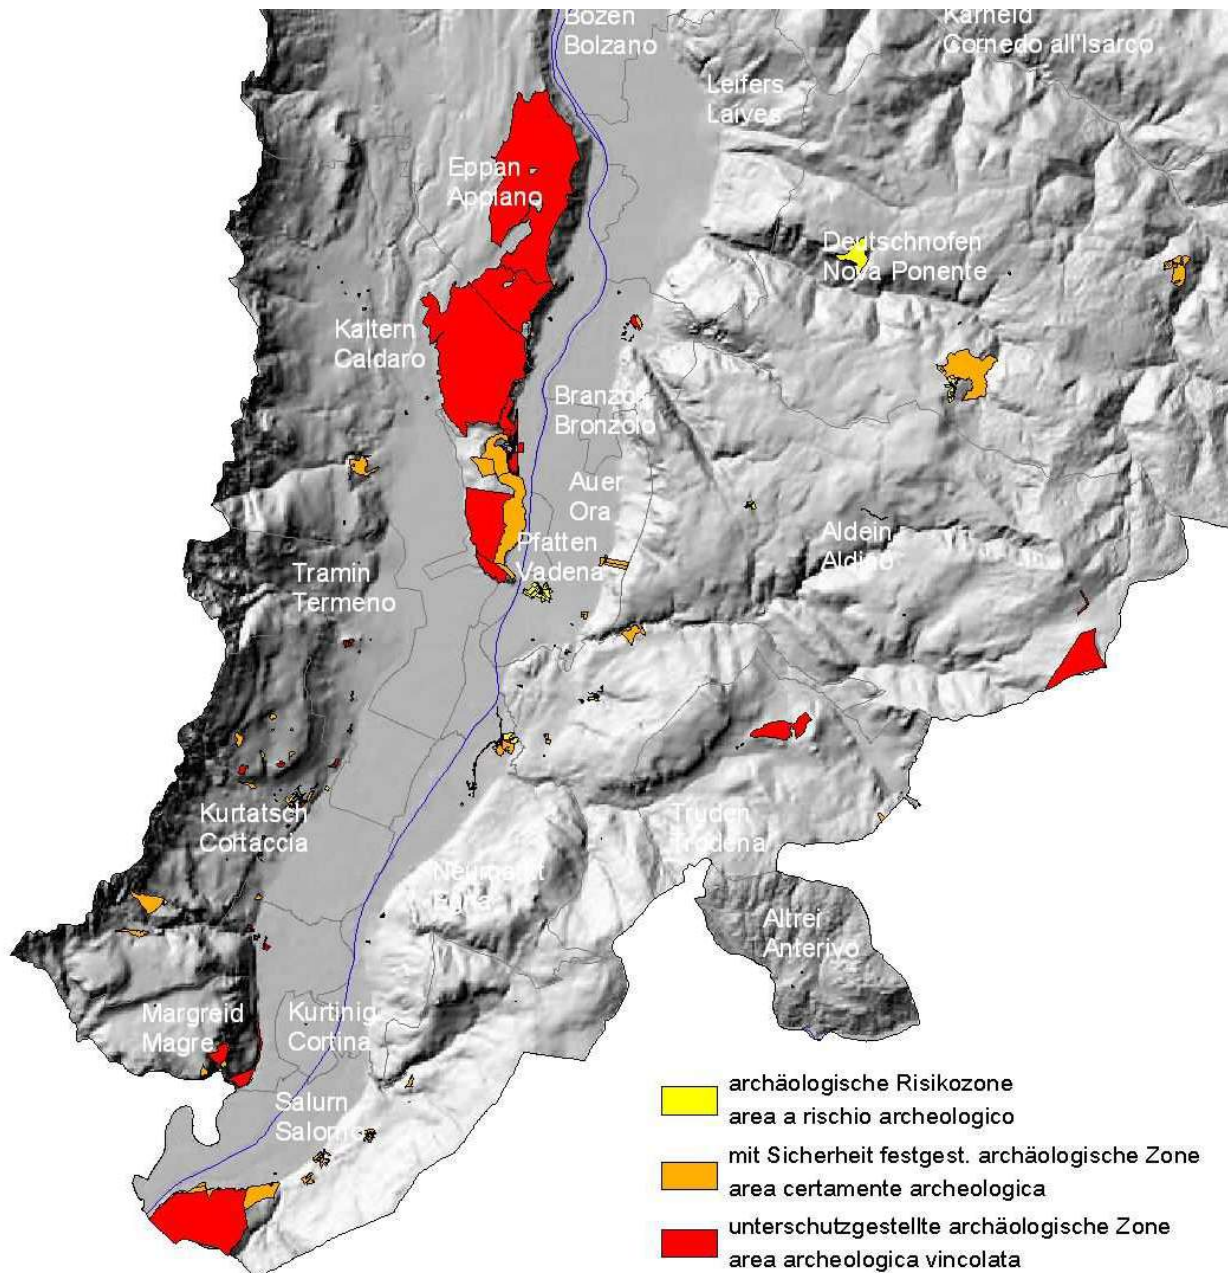 Bozen
Bolzano
Karneid
Cornedo all'Isarco
Leifers
Laives
Eppan
Appiano
Deutschnofen
Nova Ponente
Kaltern
Caldaro
Branzoll
Bronzolo
Auer
Ora
Pfatten
Vadena
Aldein
Aldino
Tramin
Termeno
Kurtatsch
Cortaccia
Truden
Trodena
Neumarkt
Egna
Altrei
Anterivo
Margreid
Magre
Kurtinig
Cortina
Salurn
Salorno
archäologische Risikozone
area a rischio archeologico
mit Sicherheit festgest. archäologische Zone
area certamente archeologica
unterschutzgestellte archäologische Zone
area archeologica vincolata